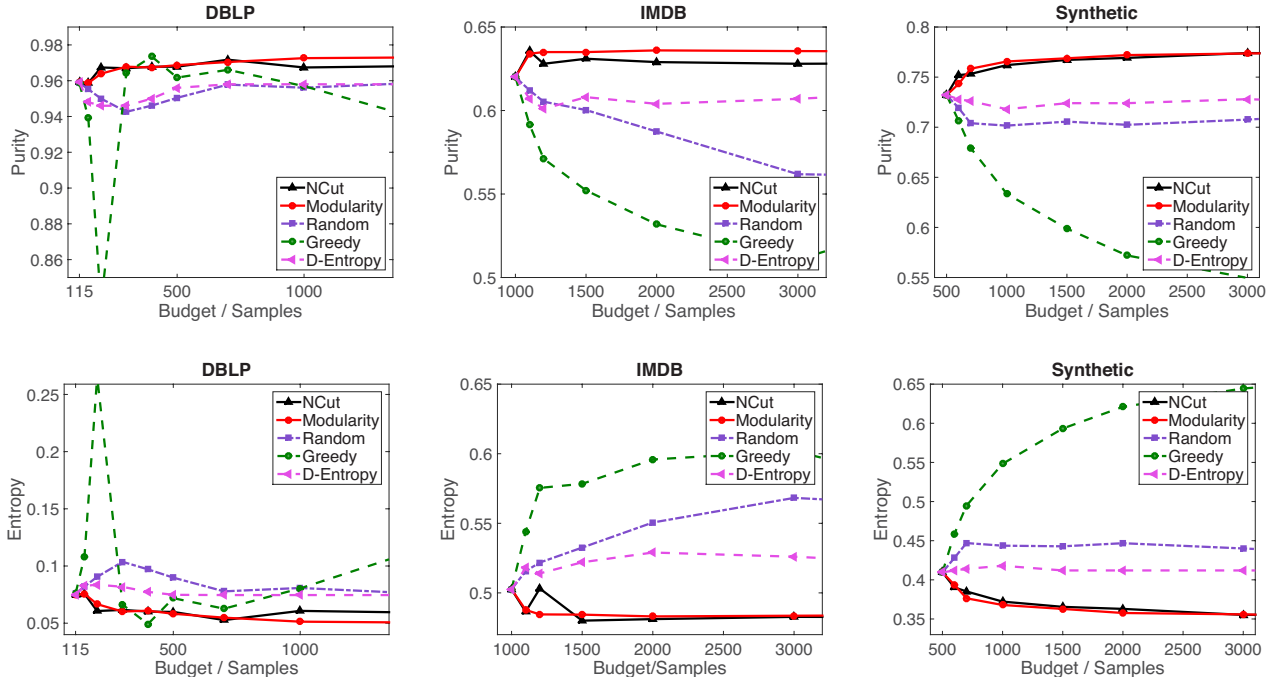 DBLP
0.98
0.96
0.94
0.92
0.9
0.88
0.86
Purity
NCut
Modularity
Random
Greedy
D-Entropy
115
500
1000
Budget / Samples
IMDB
0.65
0.6
0.55
0.5
Purity
NCut
Modularity
Random
Greedy
D-Entropy
1000
1500
2000
2500
3000
Budget / Samples
Synthetic
0.8
0.75
0.7
0.65
0.6
0.55
Purity
NCut
Modularity
Random
Greedy
D-Entropy
500
1000
1500
2000
2500
3000
Budget / Samples
DBLP
0.25
0.2
0.15
0.1
0.05
Entropy
NCut
Modularity
Random
Greedy
D-Entropy
115
500
1000
Budget / Samples
IMDB
0.65
0.6
0.55
0.5
Entropy
NCut
Modularity
Random
Greedy
D-Entropy
1000
1500
2000
2500
3000
Budget/Samples
Synthetic
0.65
0.6
0.55
0.5
0.45
0.4
0.35
Entropy
NCut
Modularity
Random
Greedy
D-Entropy
500
1000
1500
2000
2500
3000
Budget / Samples